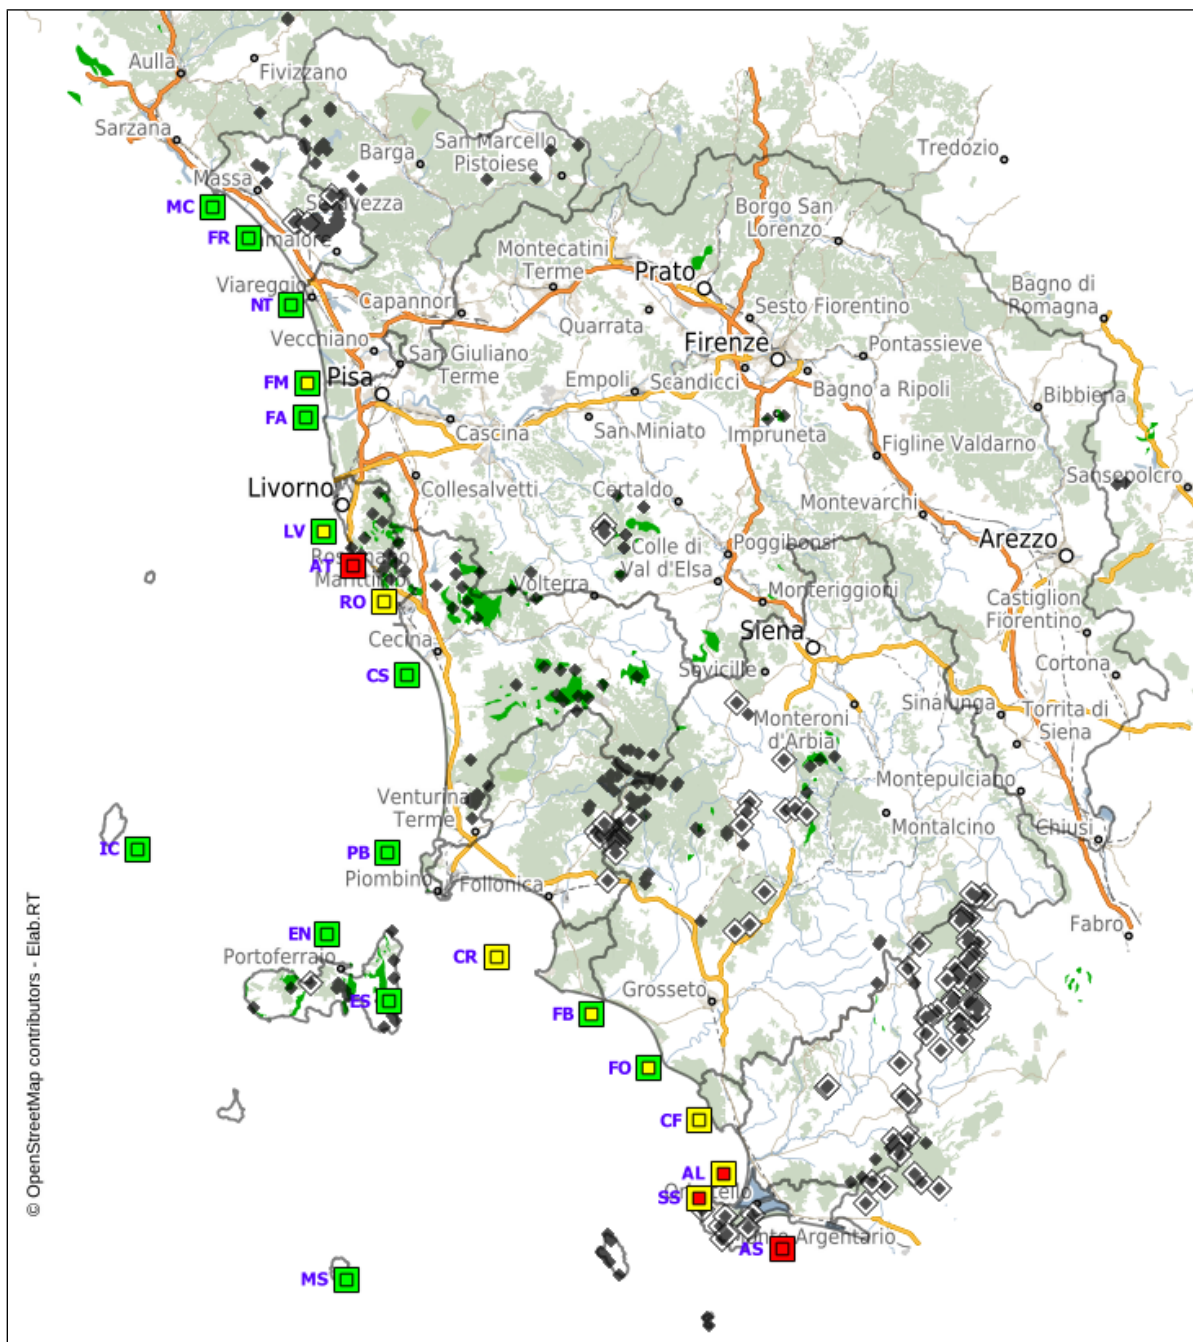 Aulla
Fivizzano
Sarzana
Barga
San Marcello
Pistoiese
Tredozio
Massa
MC
FR
Borgo San
Lorenzo
Montecatini
Terme
Prato
Bagno di
Romagna
Viareggio
NT
Capannori
Quarrata
Sesto Fiorentino
Vecchiano
San Giuliano
Terme
Firenze
Pontassieve
FM
Pisa
Empoli
Scandicci
Bagno a Ripoli
Bibbiena
FA
Cascina
San Miniato
Impruneta
Figline Valdarno
Sansepolcro
Livorno
Collesalvetti
Certaldo
Montevarchi
LV
Colle di
Val d'Elsa
Poggibonsi
Arezzo
AT
Rosignano
Marittimo
Volterra
Monteriggioni
Castiglion
Fiorentino
RO
Cecina
Siena
CS
Sovicille
Cortona
Sinalunga
Torrita di
Siena
Monteroni
d'Arbia
Montepulciano
Venturina
Terme
Montalcino
Chiusi
IC
PB
Piombino
Follonica
Fabro
EN
Portoferraio
CR
ES
FB
Grosseto
FO
CF
AL
SS
Orbetello
AS
Monte Argentario
MS
© OpenStreetMap contributors - Elab.RT